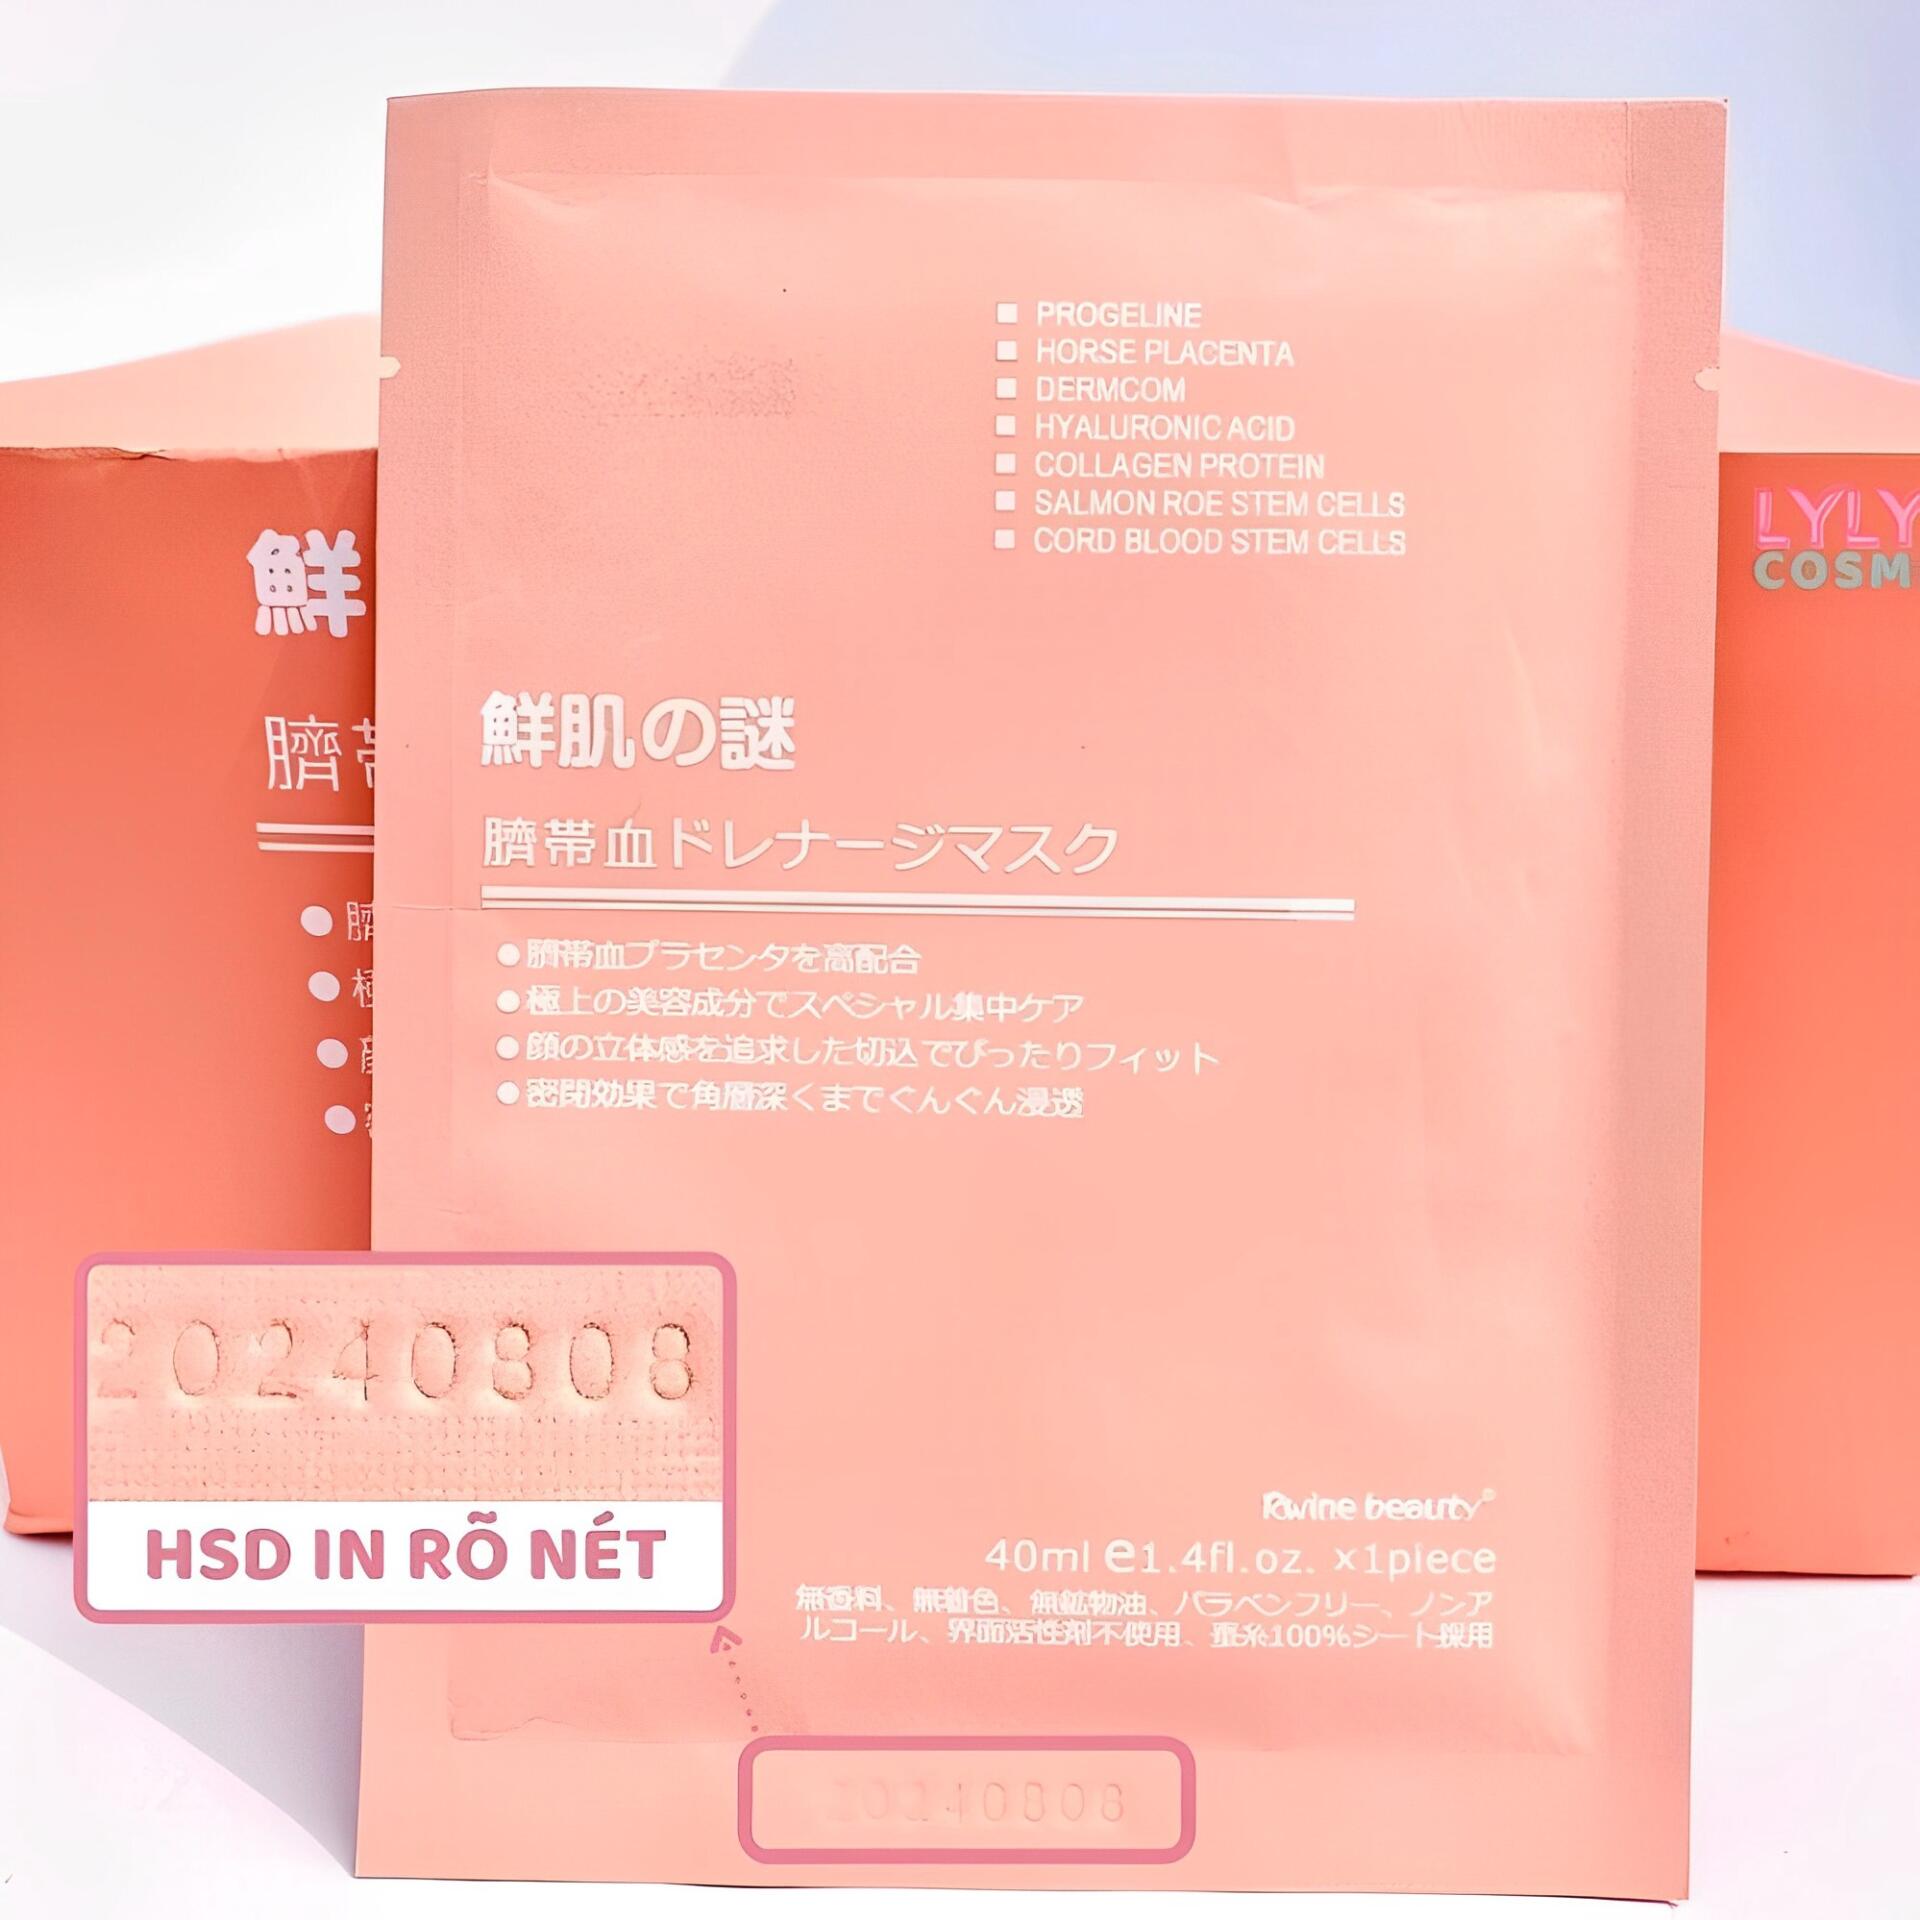 PROGELINE
HORSE PLACENTA
DERMCOM
HYALURONIC ACID
COLLAGEN PROTEIN
SALMON ROE STEM CELLS
CORD BLOOD STEM CELLS
LYLY
COSM
鮮
臍帯
鮮肌の謎
臍帯血ドレナージマスク
●臍帯血プラセンタを高配合
●極上の美容成分でスペシャル集中ケア
●顔の立体感を追求した切込でぴったりフィット
●密閉効果で角層深くまでぐんぐん浸透
20240808
HSD IN RÕ NÉT
Rwine beauty
40ml e1.4fl.oz. x1piece
無香料、無着色、無鉱物油、パラベンフリー、ノンア
ルコール、界面活性剤不使用、蚕糸100%シート採用
20240808